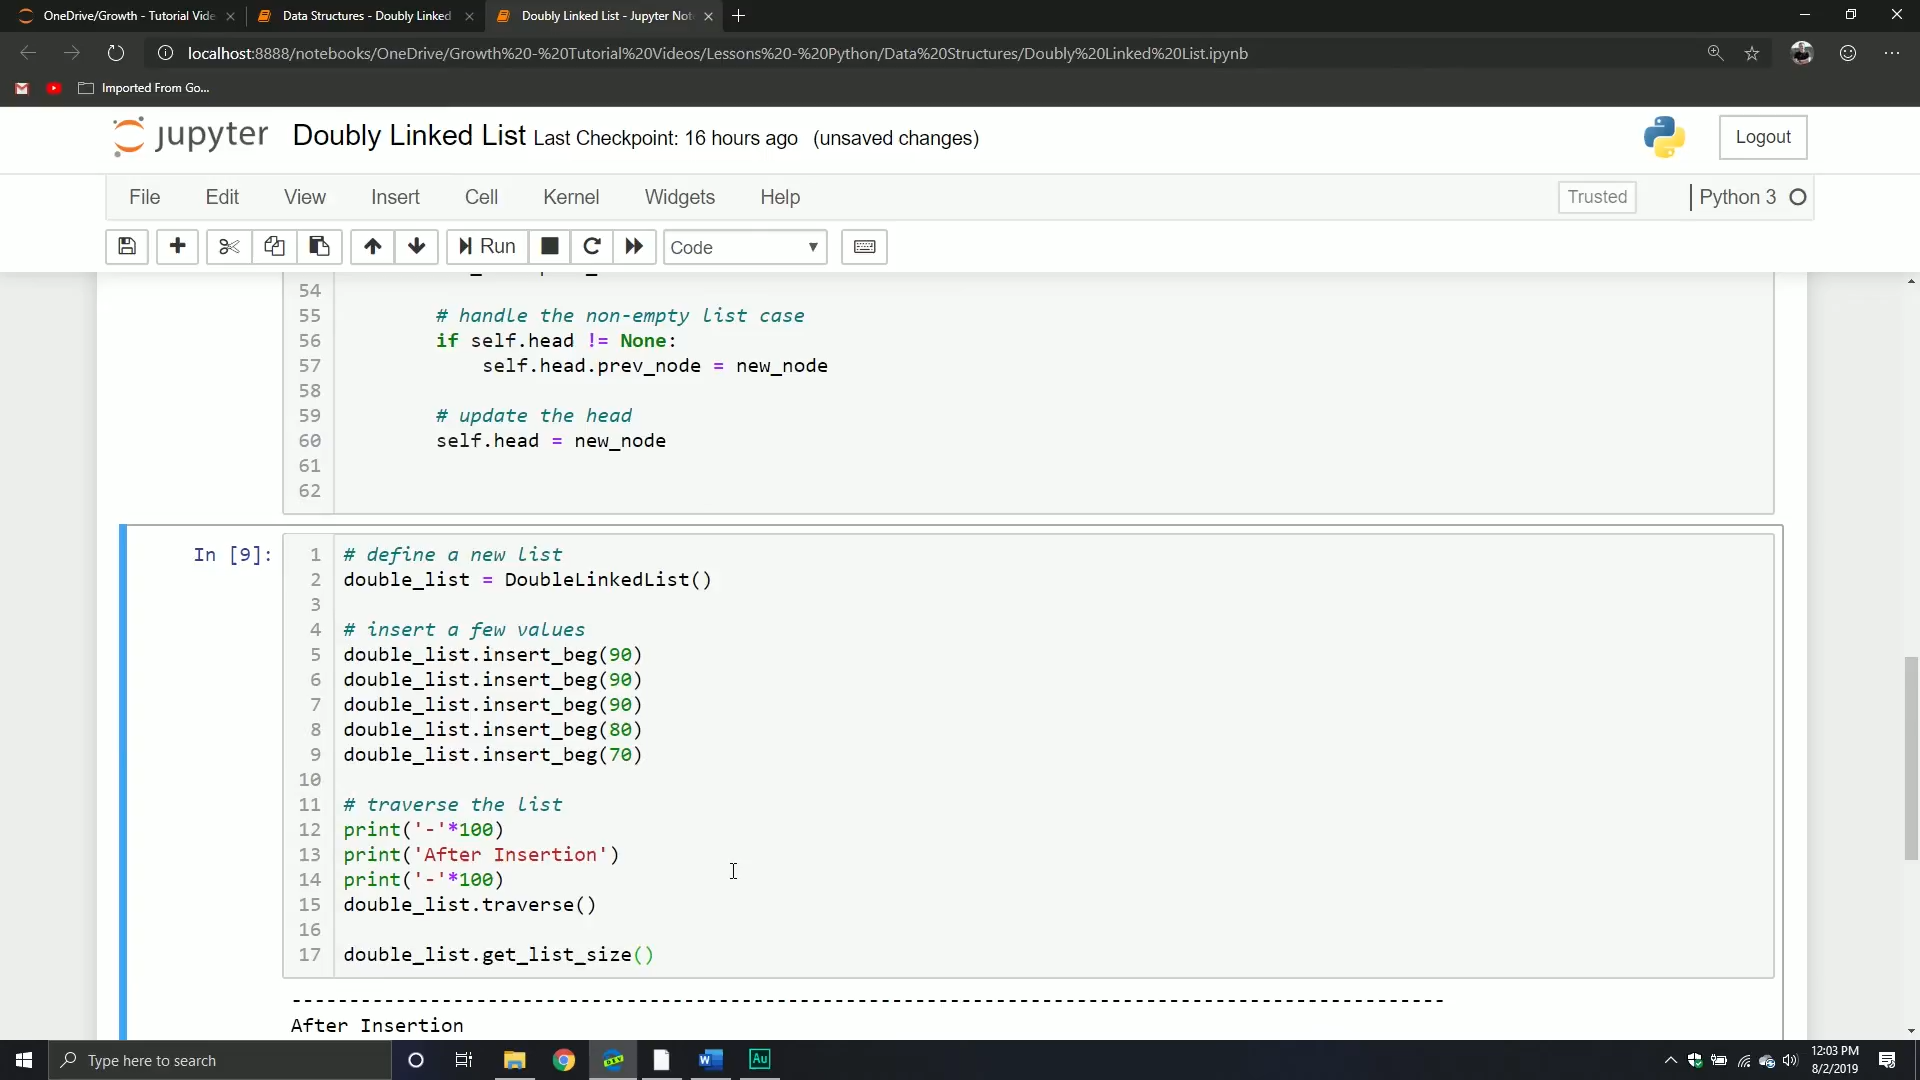 OneDrive/Growth - Tutorial Vide
Data Structures - Doubly Linked
Doubly Linked List - Jupyter Not
localhost:8888/notebooks/OneDrive/Growth%20-%20Tutorial%20Videos/Lessons%20-%20Python/Data%20Structures/Doubly%20Linked%20List.ipynb
Imported From Go...
jupyter Doubly Linked List Last Checkpoint: 16 hours ago (unsaved changes)
Logout
File Edit View Insert Cell Kernel Widgets Help
Trusted
Python 3
Run
Code
54
55 # handle the non-empty list case
56 if self.head != None:
57 self.head.prev_node = new_node
58
59 # update the head
60 self.head = new_node
61
62
In [9]:
1 # define a new list
2 double_list = DoubleLinkedList()
3
4 # insert a few values
5 double_list.insert_beg(90)
6 double_list.insert_beg(90)
7 double_list.insert_beg(90)
8 double_list.insert_beg(80)
9 double_list.insert_beg(70)
10
11 # traverse the list
12 print('-'*100)
13 print('After Insertion')
14 print('-'*100)
15 double_list.traverse()
16
17 double_list.get_list_size()
----------------------------------------------------------------------------------------------------
After Insertion
Type here to search
DEV
W
Au
12:03 PM
8/2/2019